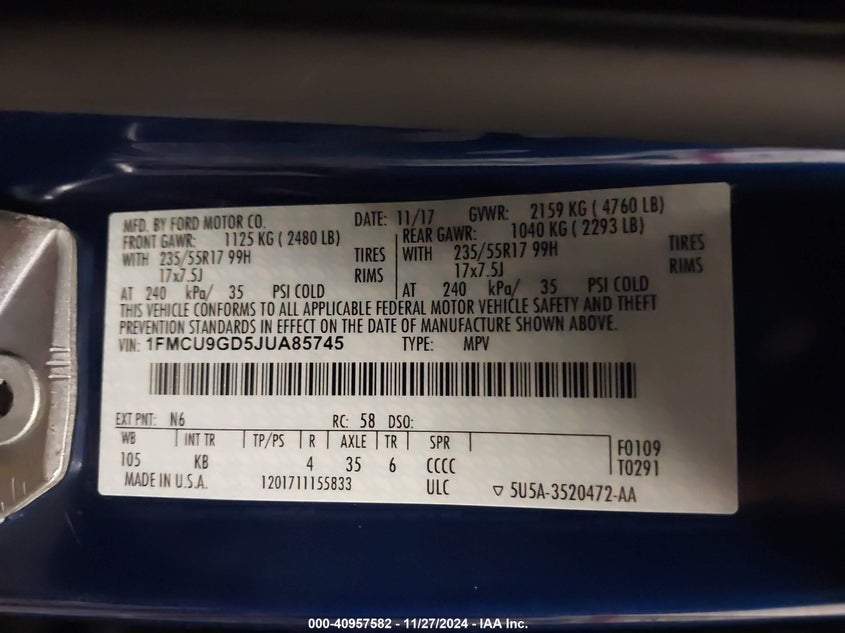 MFD. BY FORD MOTOR CO. DATE: 11/17 GVWR: 2159 KG ( 4760 LB)
FRONT GAWR: 1125 KG ( 2480 LB) REAR GAWR: 1040 KG ( 2293 LB)
WITH 235/55R17 99H TIRES WITH 235/55R17 99H TIRES
17x7.5J RIMS 17x7.5J RIMS
AT 240 kPa/ 35 PSI COLD AT 240 kPa/ 35 PSI COLD
THIS VEHICLE CONFORMS TO ALL APPLICABLE FEDERAL MOTOR VEHICLE SAFETY AND THEFT
PREVENTION STANDARDS IN EFFECT ON THE DATE OF MANUFACTURE SHOWN ABOVE.
VIN: 1FMCU9GD5JUA85745 TYPE: MPV
EXT PNT: N6 RC: 58 DSO:
WB INT TR TP/PS R AXLE TR SPR F0109
105 KB 4 35 6 CCCC T0291
MADE IN U.S.A. 1201711155833 ULC ▽ 5U5A-3520472-AA
000-40957582 - 11/27/2024 - IAA Inc.